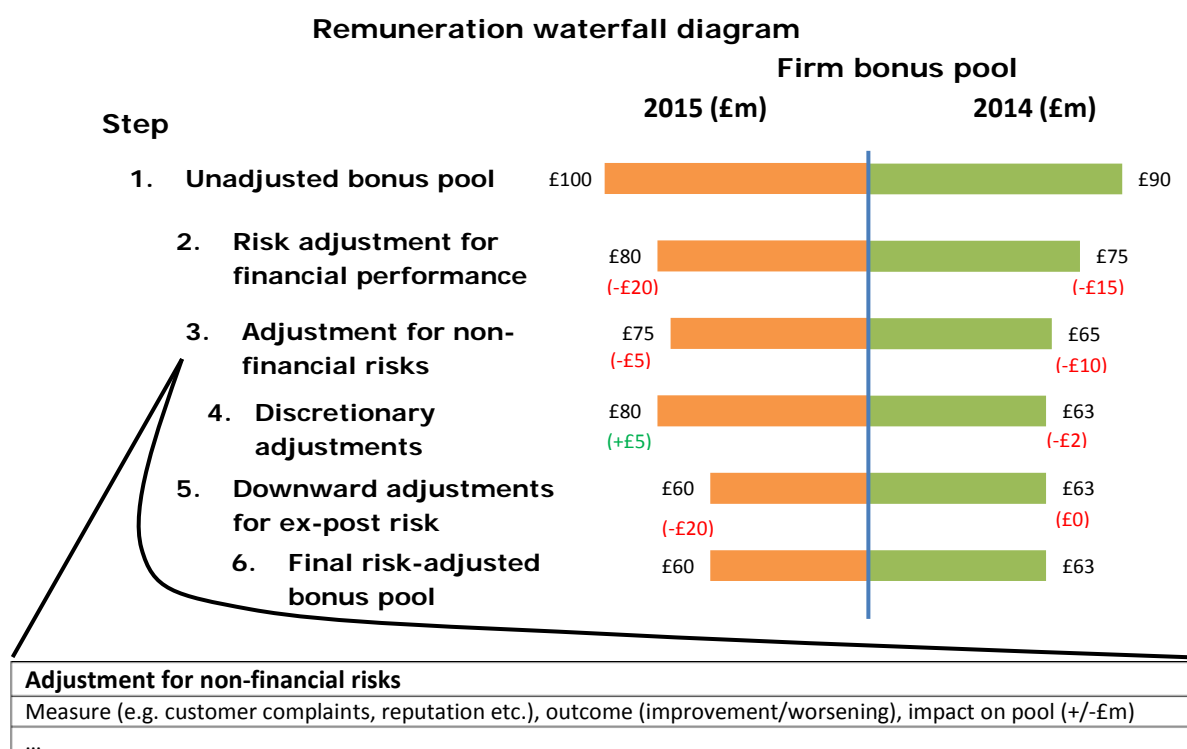 Remuneration waterfall diagram
Firm bonus pool
2015 (£m) 2014 (£m)
Step
1. Unadjusted bonus pool £100 £90
2. Risk adjustment for
financial performance
£80 £75
(-£20) (-£15)
3. Adjustment for non-
financial risks
£75 £65
(-£5) (-£10)
4. Discretionary
adjustments
£80 £63
(+£5) (-£2)
5. Downward adjustments
for ex-post risk
£60 £63
(-£20) (£0)
6. Final risk-adjusted
bonus pool
£60 £63
Adjustment for non-financial risks
Measure (e.g. customer complaints, reputation etc.), outcome (improvement/worsening), impact on pool (+/-£m)
...